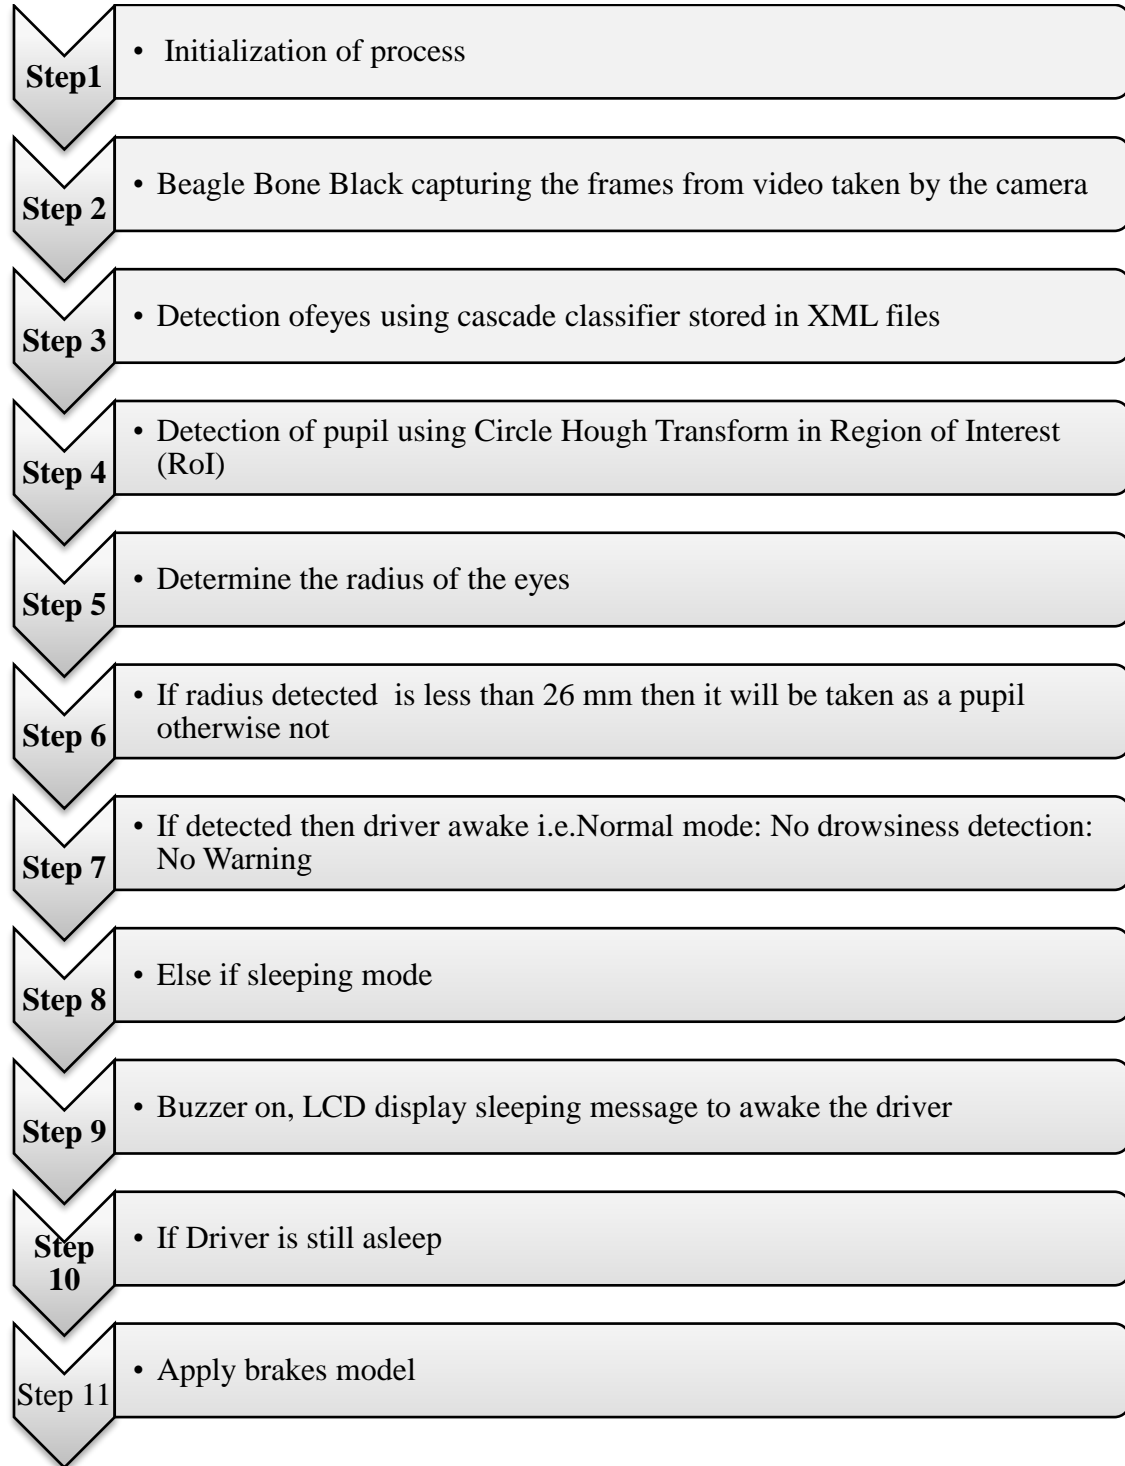 Step1
• Initialization of process
Step 2
• Beagle Bone Black capturing the frames from video taken by the camera
Step 3
• Detection ofeyes using cascade classifier stored in XML files
Step 4
• Detection of pupil using Circle Hough Transform in Region of Interest
(RoI)
Step 5
• Determine the radius of the eyes
Step 6
• If radius detected  is less than 26 mm then it will be taken as a pupil
otherwise not
Step 7
• If detected then driver awake i.e.Normal mode: No drowsiness detection:
No Warning
Step 8
• Else if sleeping mode
Step 9
• Buzzer on, LCD display sleeping message to awake the driver
Step
10
• If Driver is still asleep
Step 11
• Apply brakes model